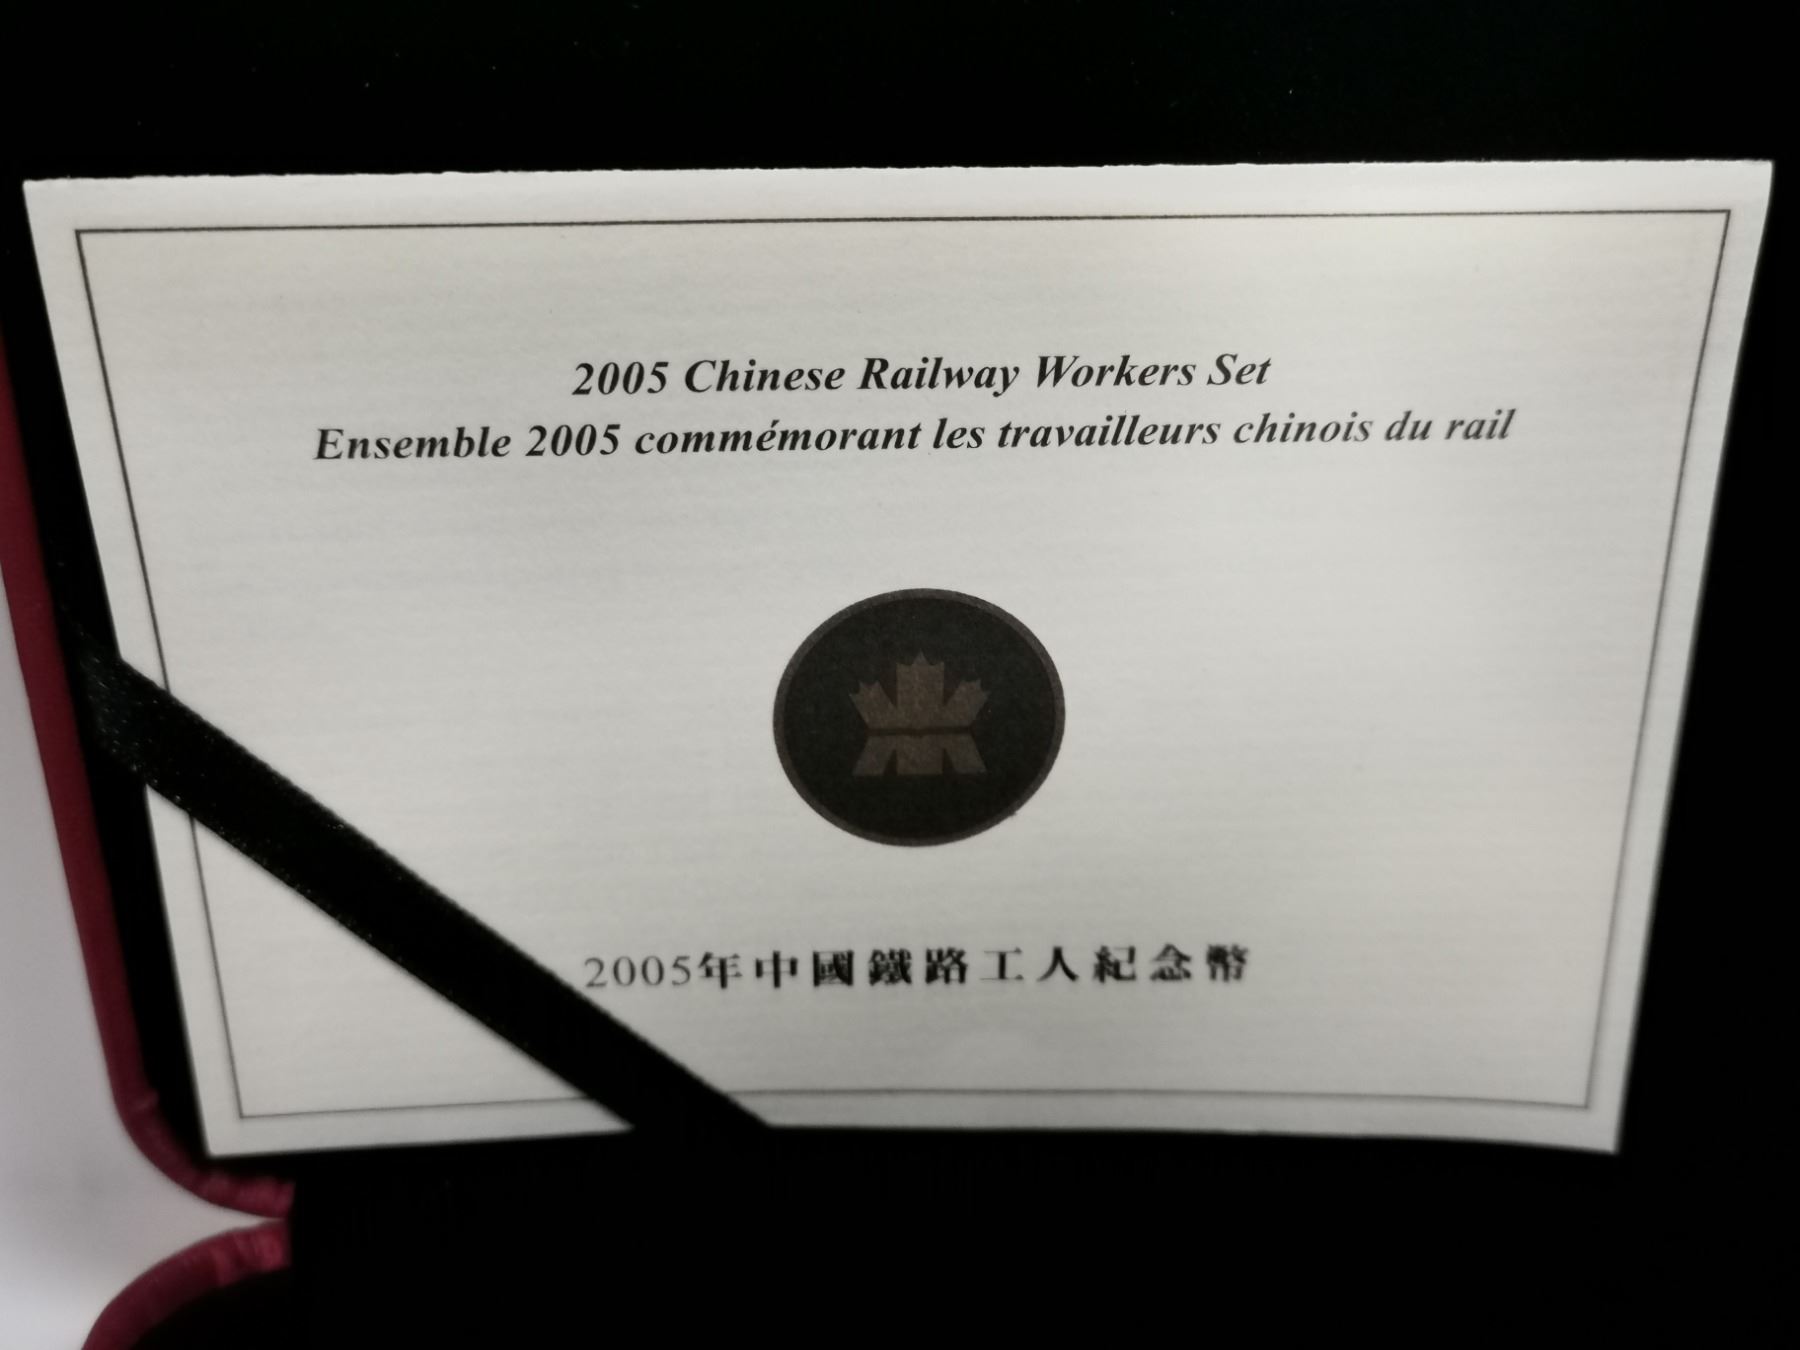 2005 Chinese Railway Workers Set
Ensemble 2005 commémorant les travailleurs chinois du rail
2005年中國鐵路工人紀念幣